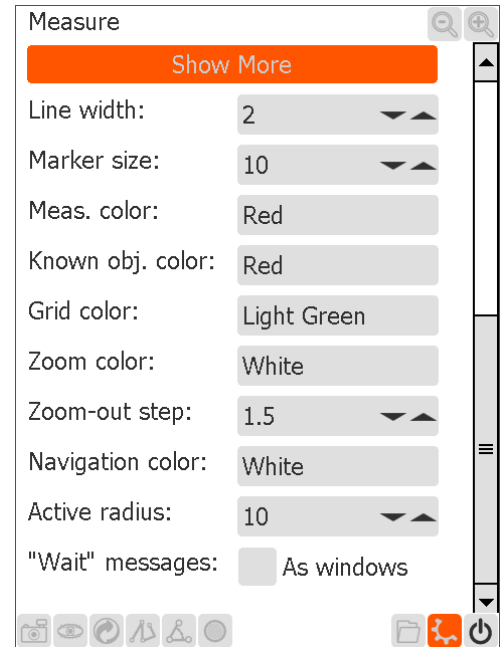 Measure
Show More
Line width: 2
Marker size: 10
Meas. color: Red
Known obj. color: Red
Grid color: Light Green
Zoom color: White
Zoom-out step: 1.5
Navigation color: White
Active radius: 10
"Wait" messages: As windows